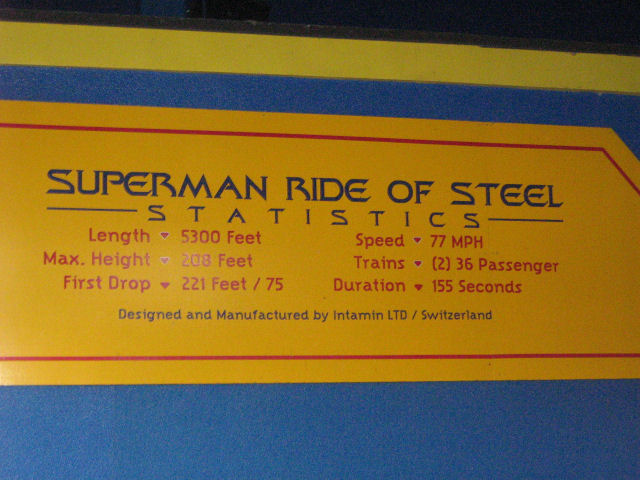 SUPERMAN RIDE OF STEEL
STATISTICS
Length 5300 Feet Speed 77 MPH
Max. Height 208 Feet Trains (2) 36 Passenger
First Drop 221 Feet / 75 Duration 155 Seconds
Designed and Manufactured by Intamin LTD / Switzerland